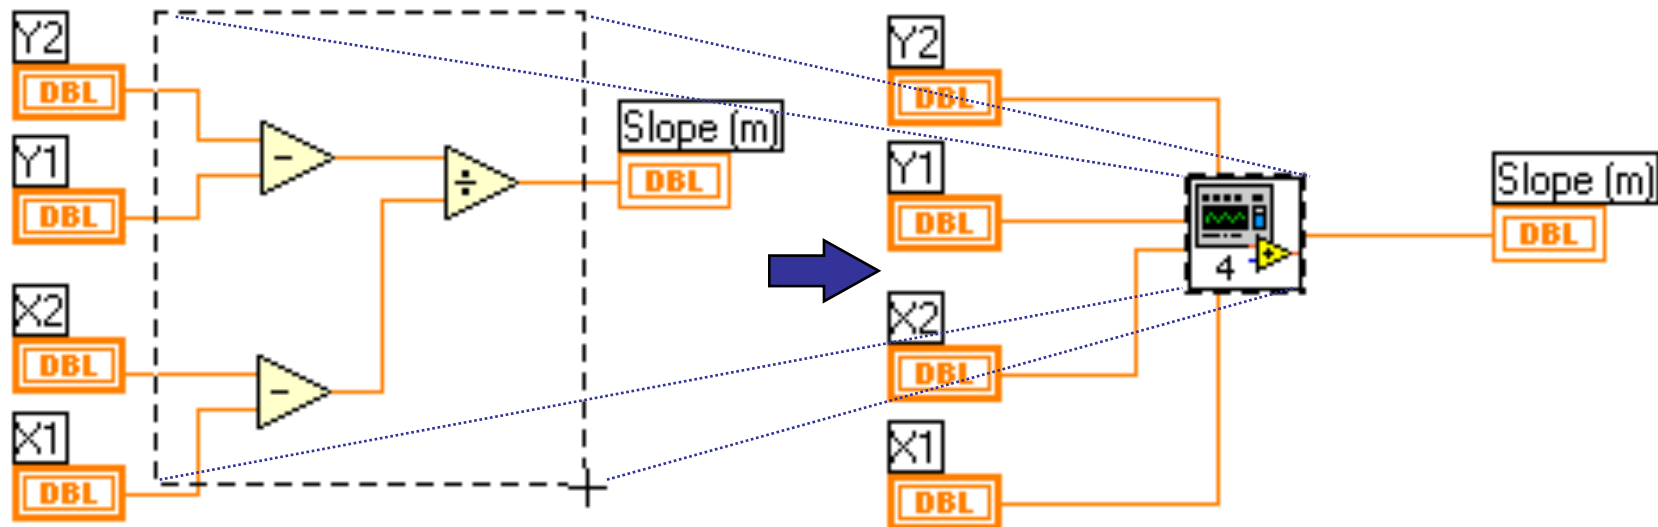 Y2
DBL
Y1
DBL
X2
DBL
X1
DBL
−
−
÷
Slope (m)
DBL
Y2
DBL
Y1
DBL
X2
DBL
X1
DBL
4
+
Slope (m)
DBL